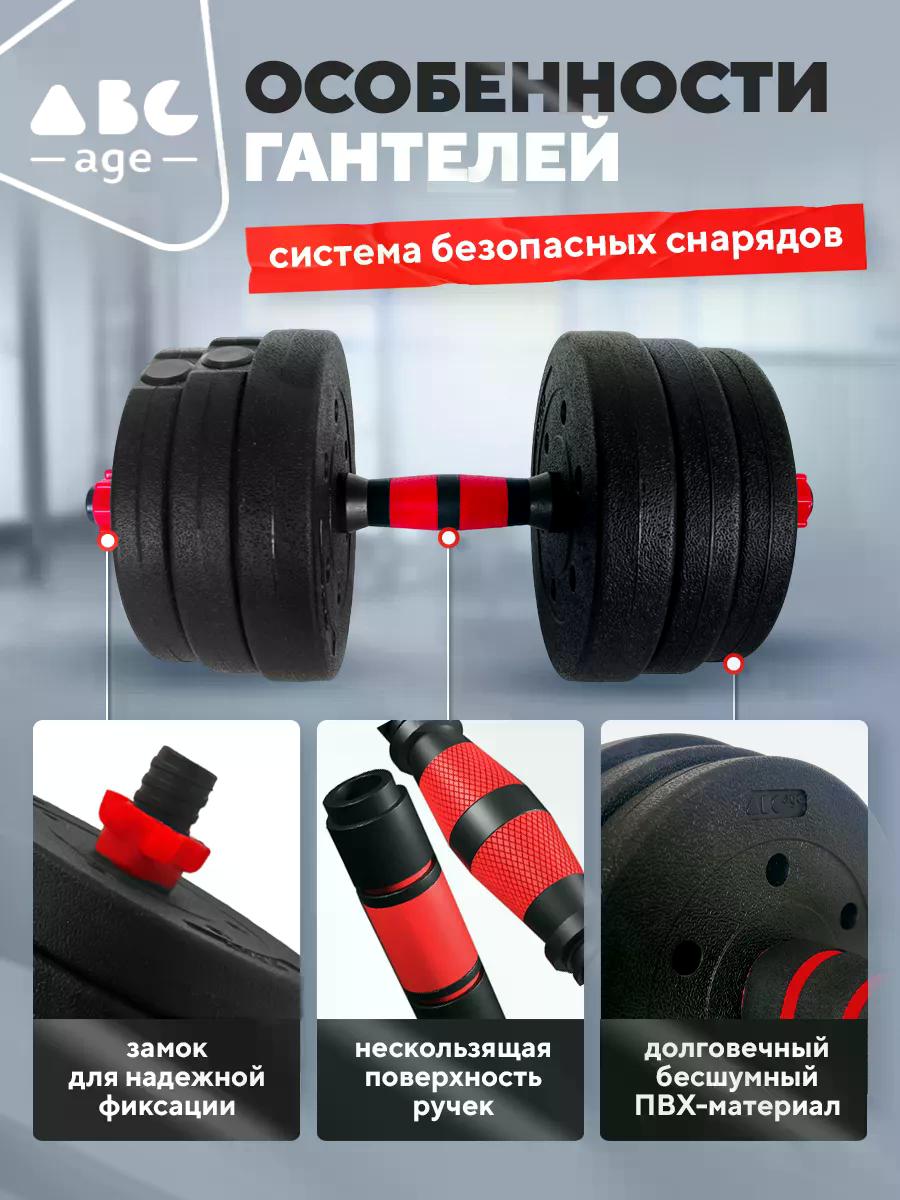 ABC
age
ОСОБЕННОСТИ
ГАНТЕЛЕЙ
система безопасных снарядов
замок
для надежной
фиксации
нескользящая
поверхность
ручек
долговечный
бесшумный
ПВХ-материал